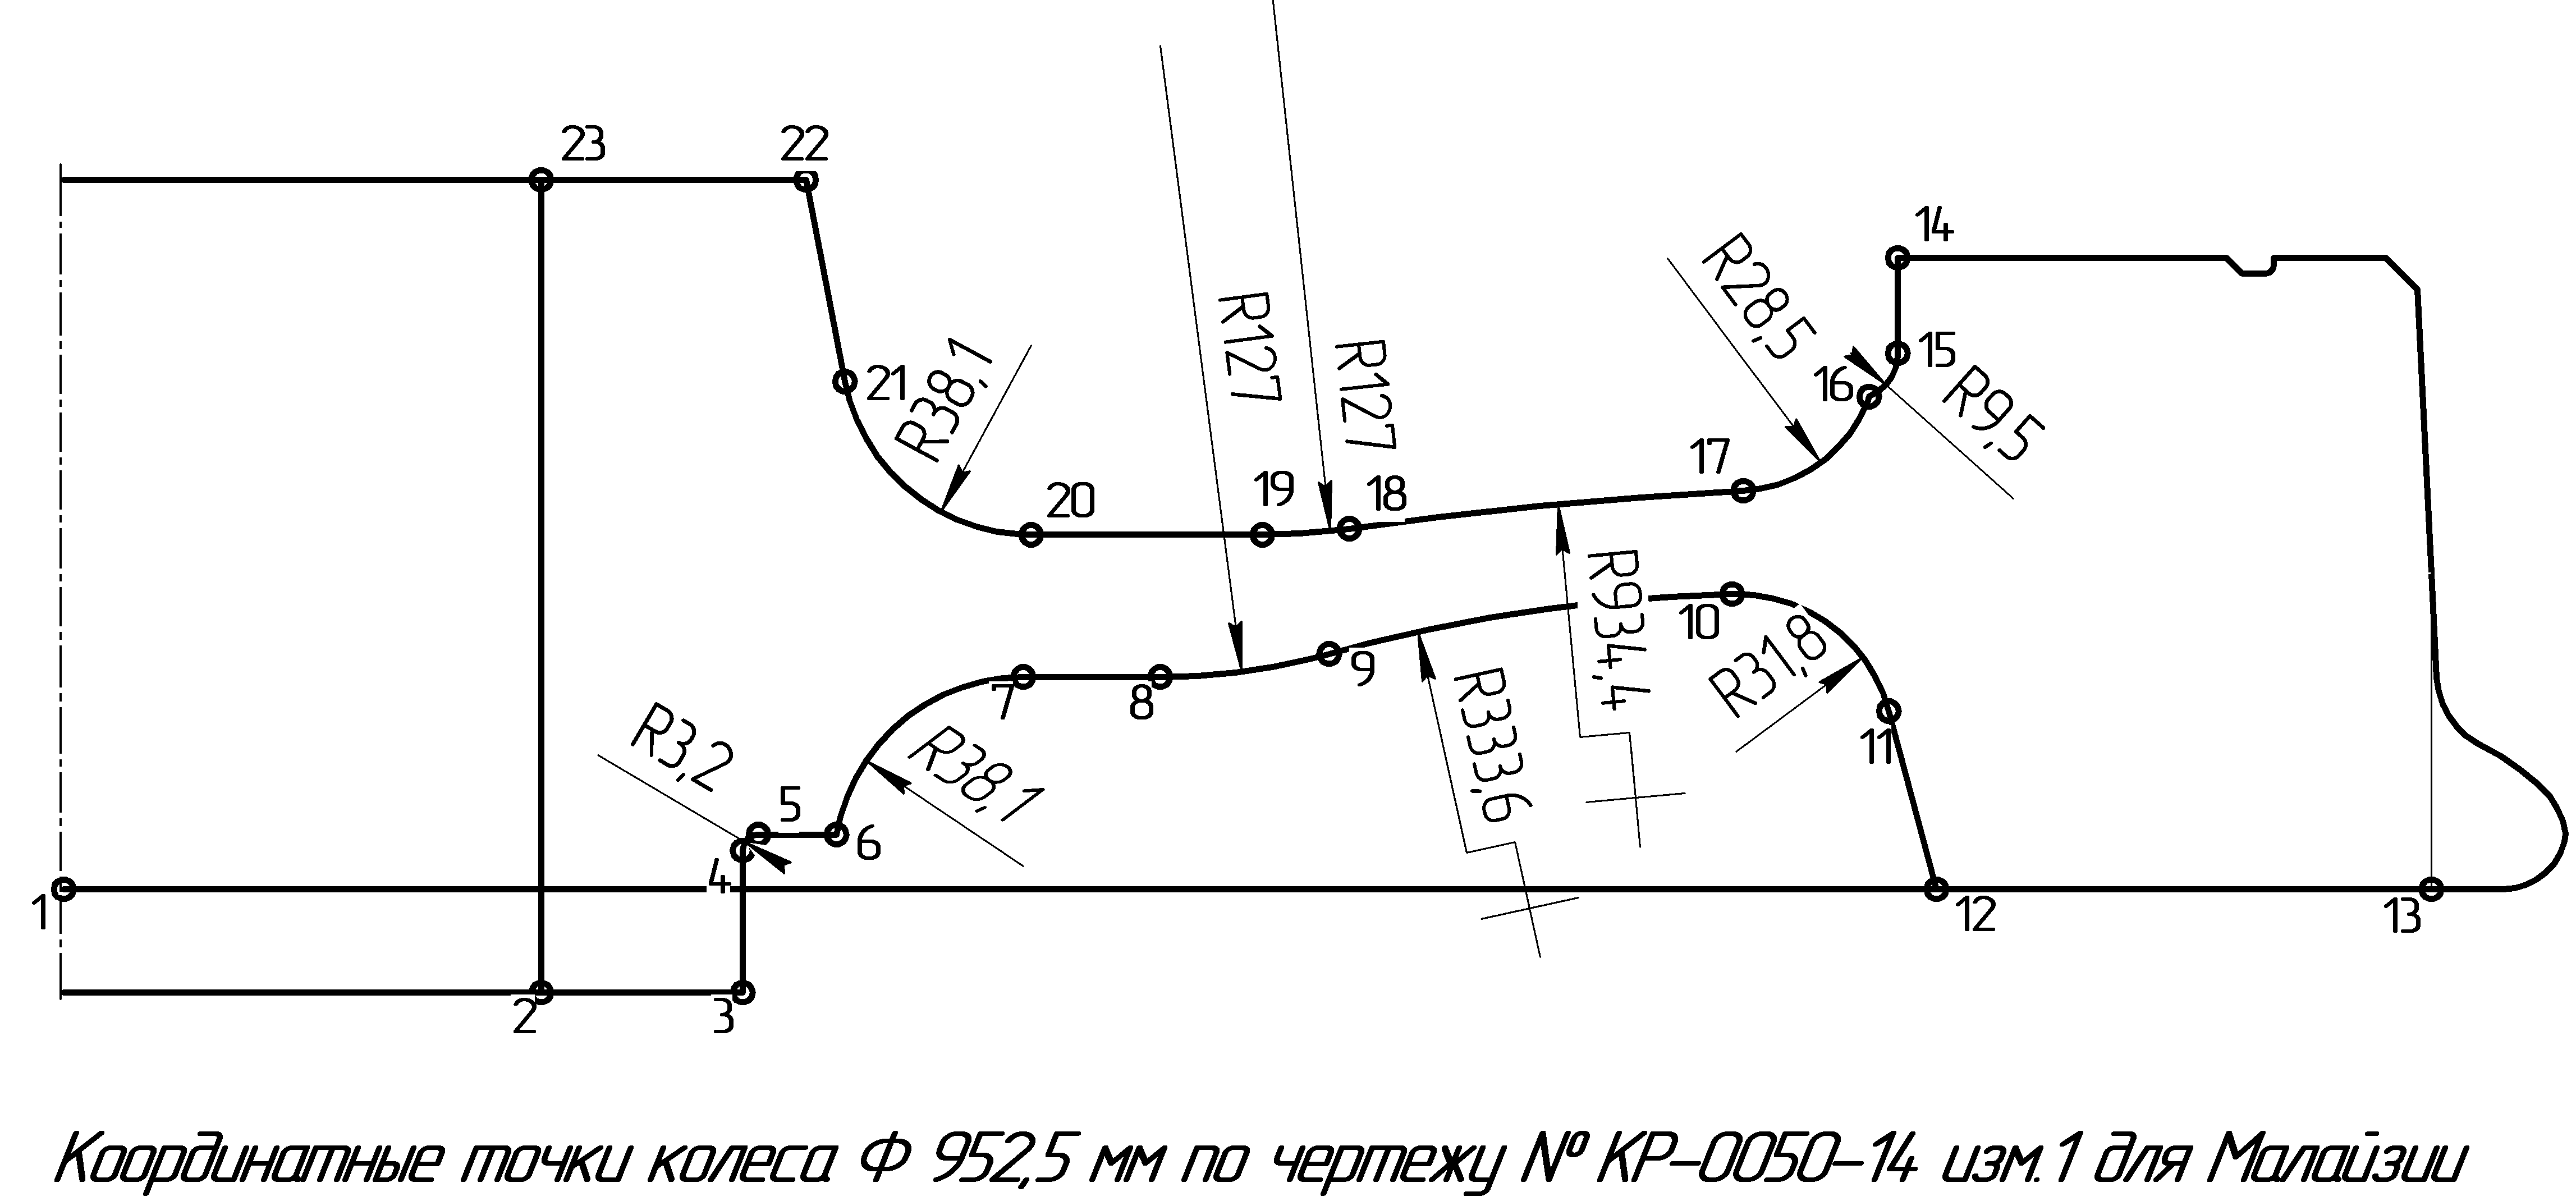 23
22
14
R28,5
R127
R127
15
21
R38,1
16
R9,5
17
20
19
18
R934,4
10
R31,8
9
7
8
R333,6
R3,2
R38,1
11
5
6
4
1
12
13
2
3
Координатные точки колеса Ф 952,5 мм по чертежу № КР-0050-14 изм.1 для Малайзии